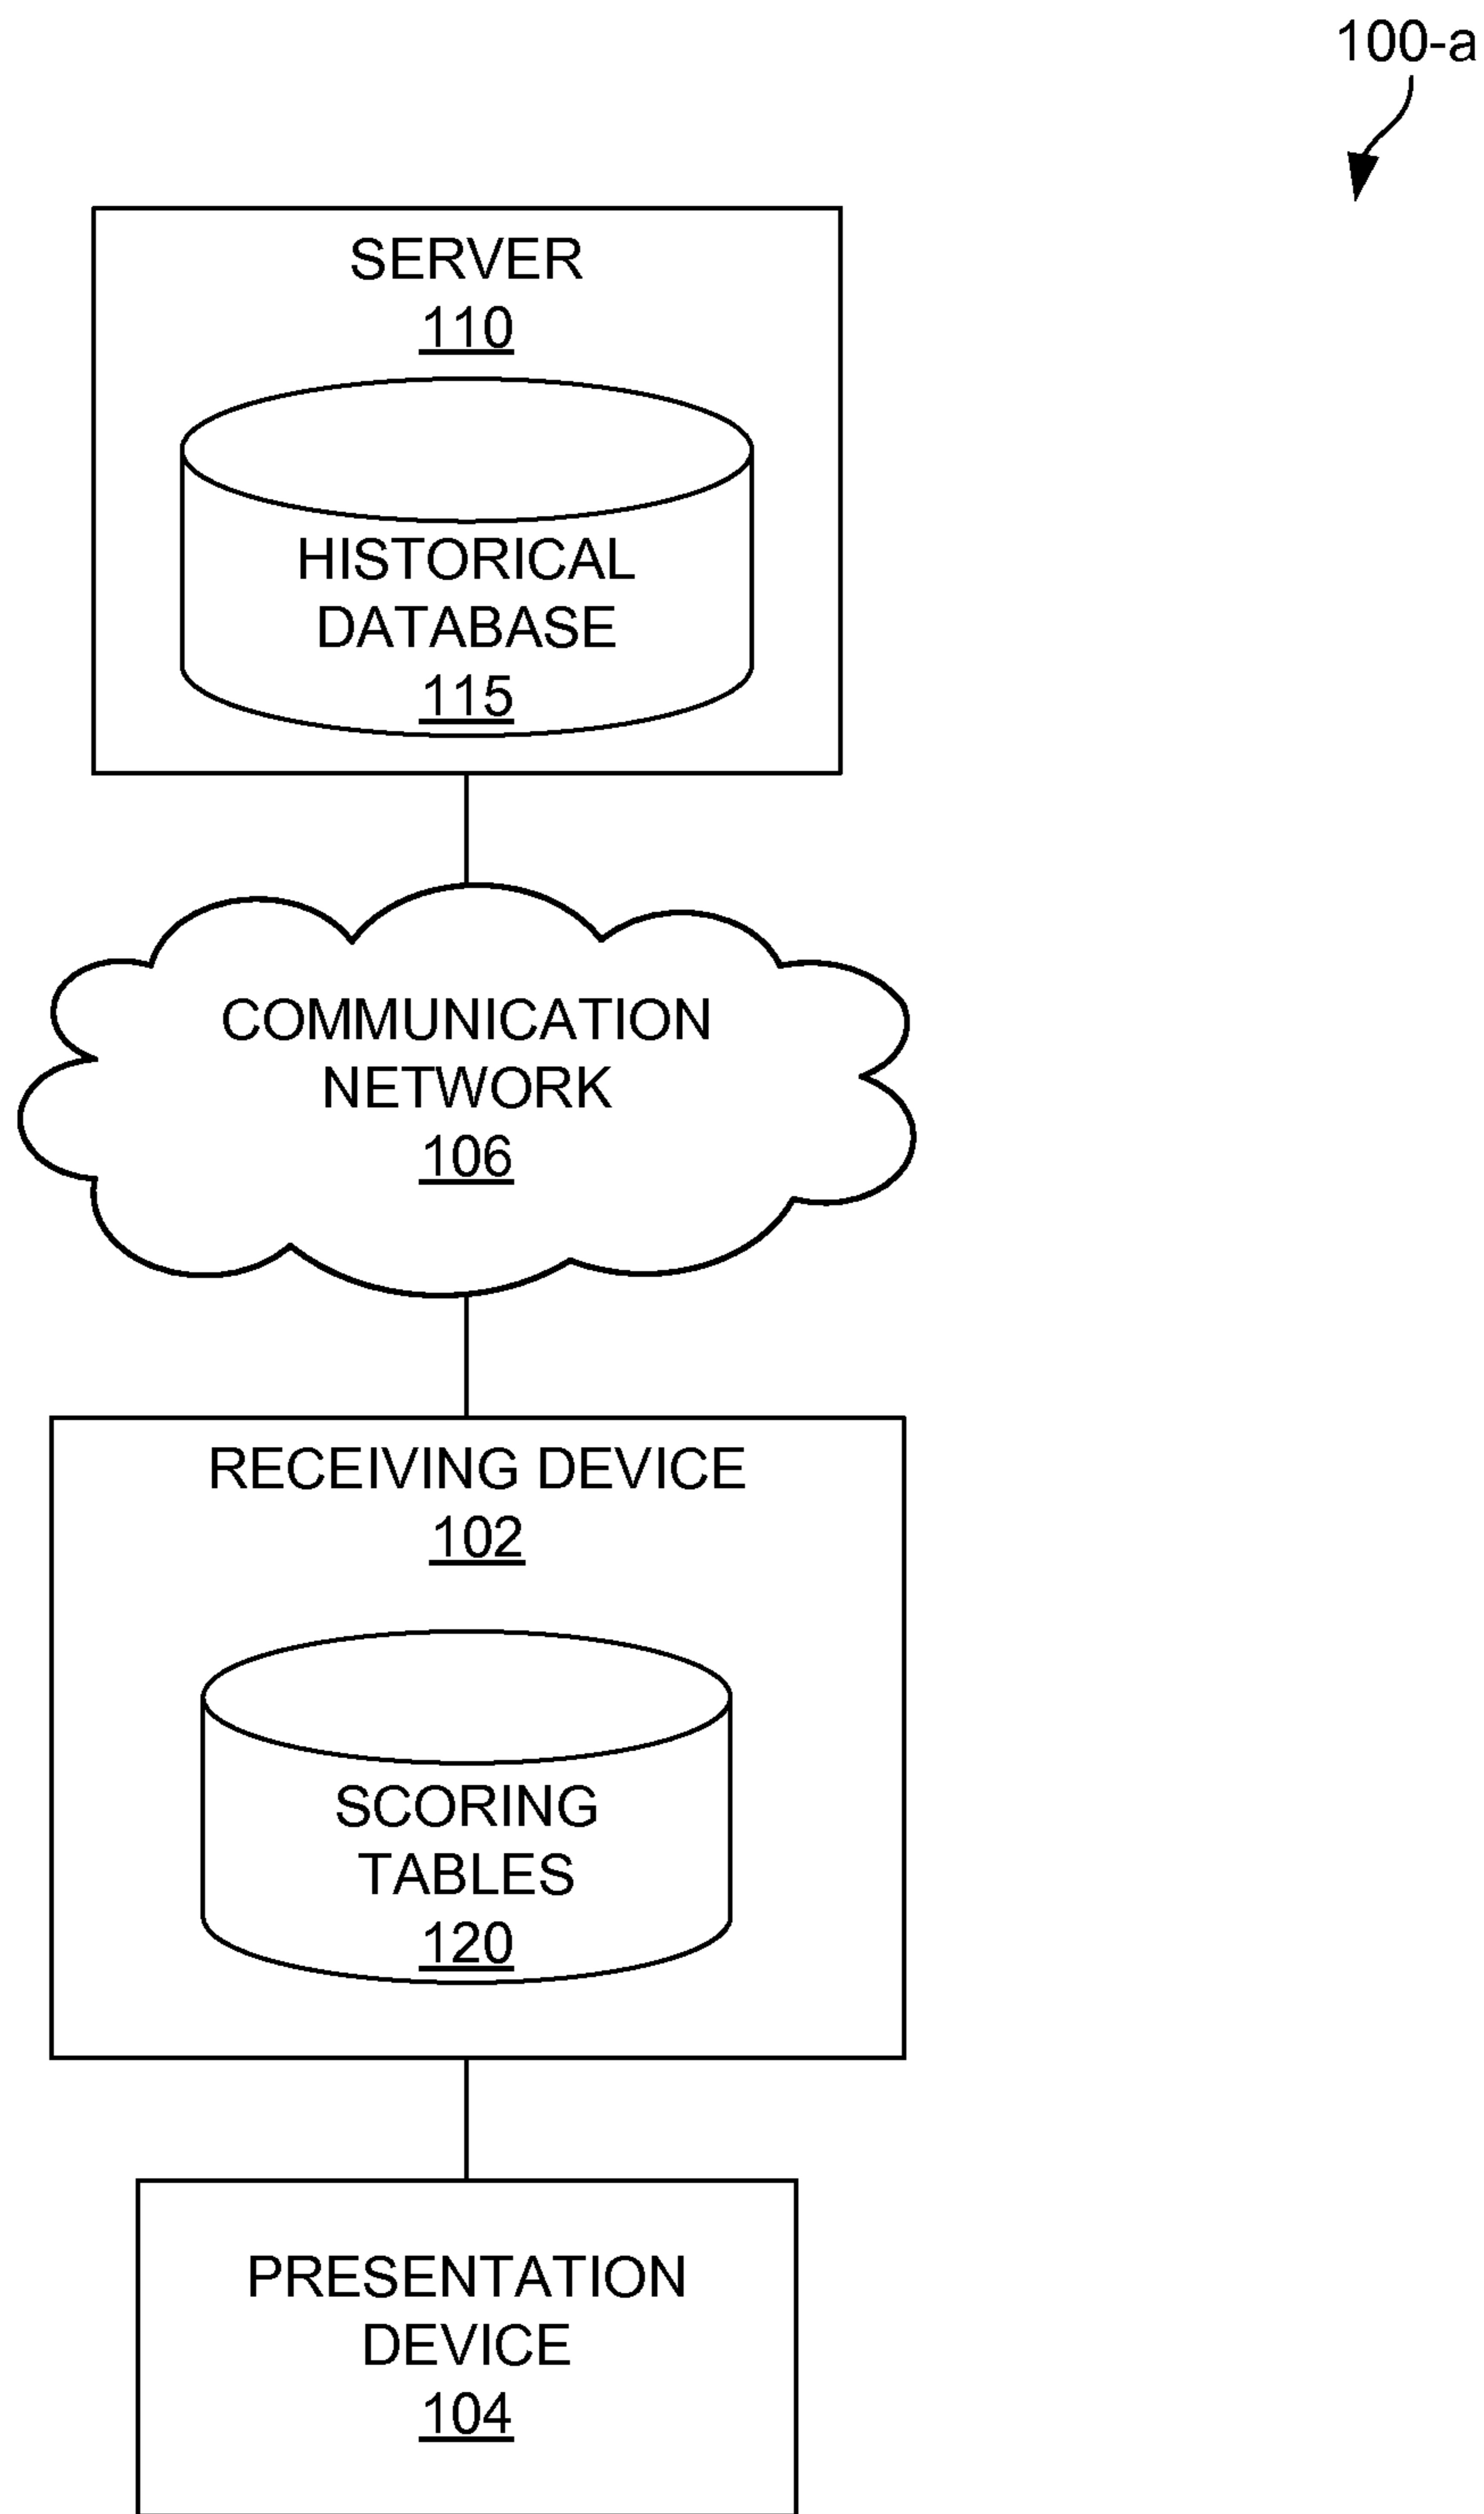 100-a
SERVER
110
HISTORICAL
DATABASE
115
COMMUNICATION
NETWORK
106
RECEIVING DEVICE
102
SCORING
TABLES
120
PRESENTATION
DEVICE
104